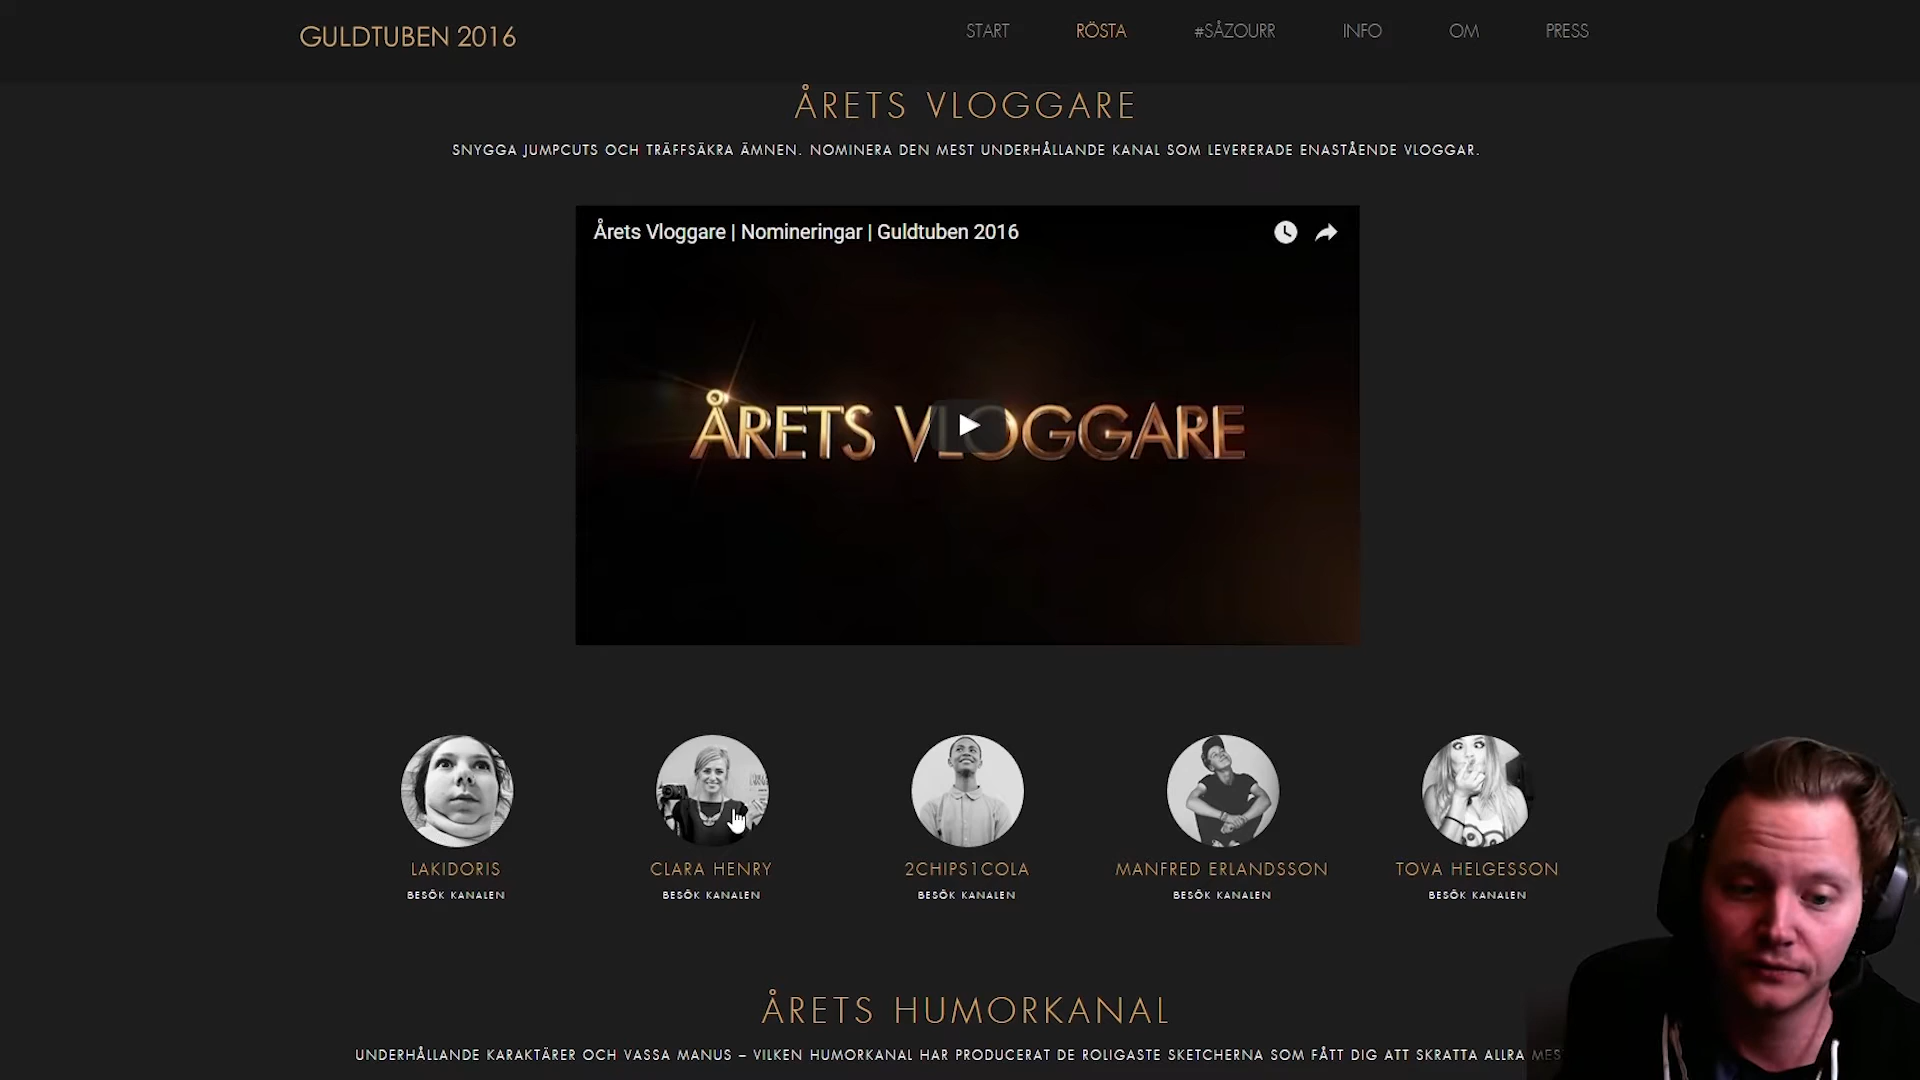 GULDTUBEN 2016
START RÖSTA #SÅZOURR INFO OM PRESS
ÅRETS VLOGGARE
SNYGGA JUMPCUTS OCH TRÄFFSÄKRA ÄMNEN. NOMINERA DEN MEST UNDERHÅLLANDE KANAL SOM LEVERERADE ENASTÅENDE VLOGGAR.
Årets Vloggare | Nomineringar | Guldtuben 2016
ÅRETS VLOGGARE
LAKIDORIS CLARA HENRY 2CHIPS1COLA MANFRED ERLANDSSON TOVA HELGESSON
BESÖK KANALEN BESÖK KANALEN BESÖK KANALEN BESÖK KANALEN BESÖK KANALEN
ÅRETS HUMORKANAL
UNDERHÅLLANDE KARAKTÄRER OCH VASSA MANUS – VILKEN HUMORKANAL HAR PRODUCERAT DE ROLIGASTE SKETCHERNA SOM FÅTT DIG ATT SKRATTA ALLRA MES